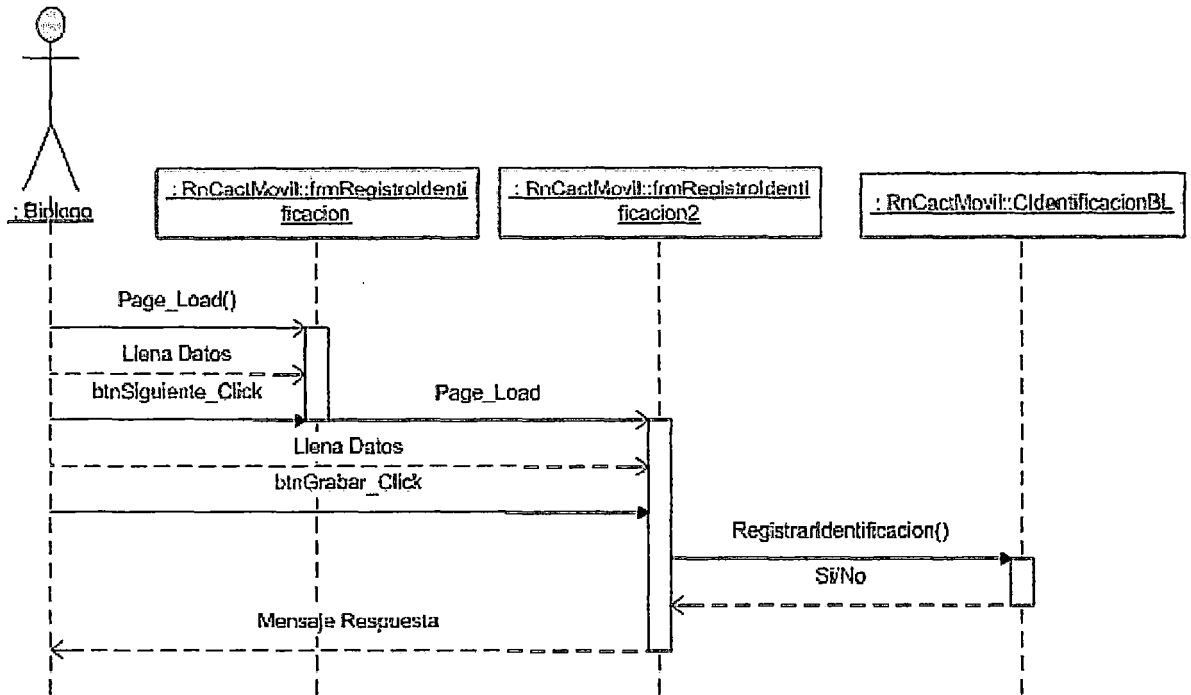 : RnCactMovil::frmRegistroIdenti
ficacion
: RnCactMovil::frmRegistroIdenti
ficacion2
: RnCactMovil::CIdentificacionBL
: Biologo
Page_Load()
Llena Datos
btnSiguiente_Click
Page_Load
Llena Datos
btnGrabar_Click
RegistrarIdentificacion()
Si/No
Mensaje Respuesta